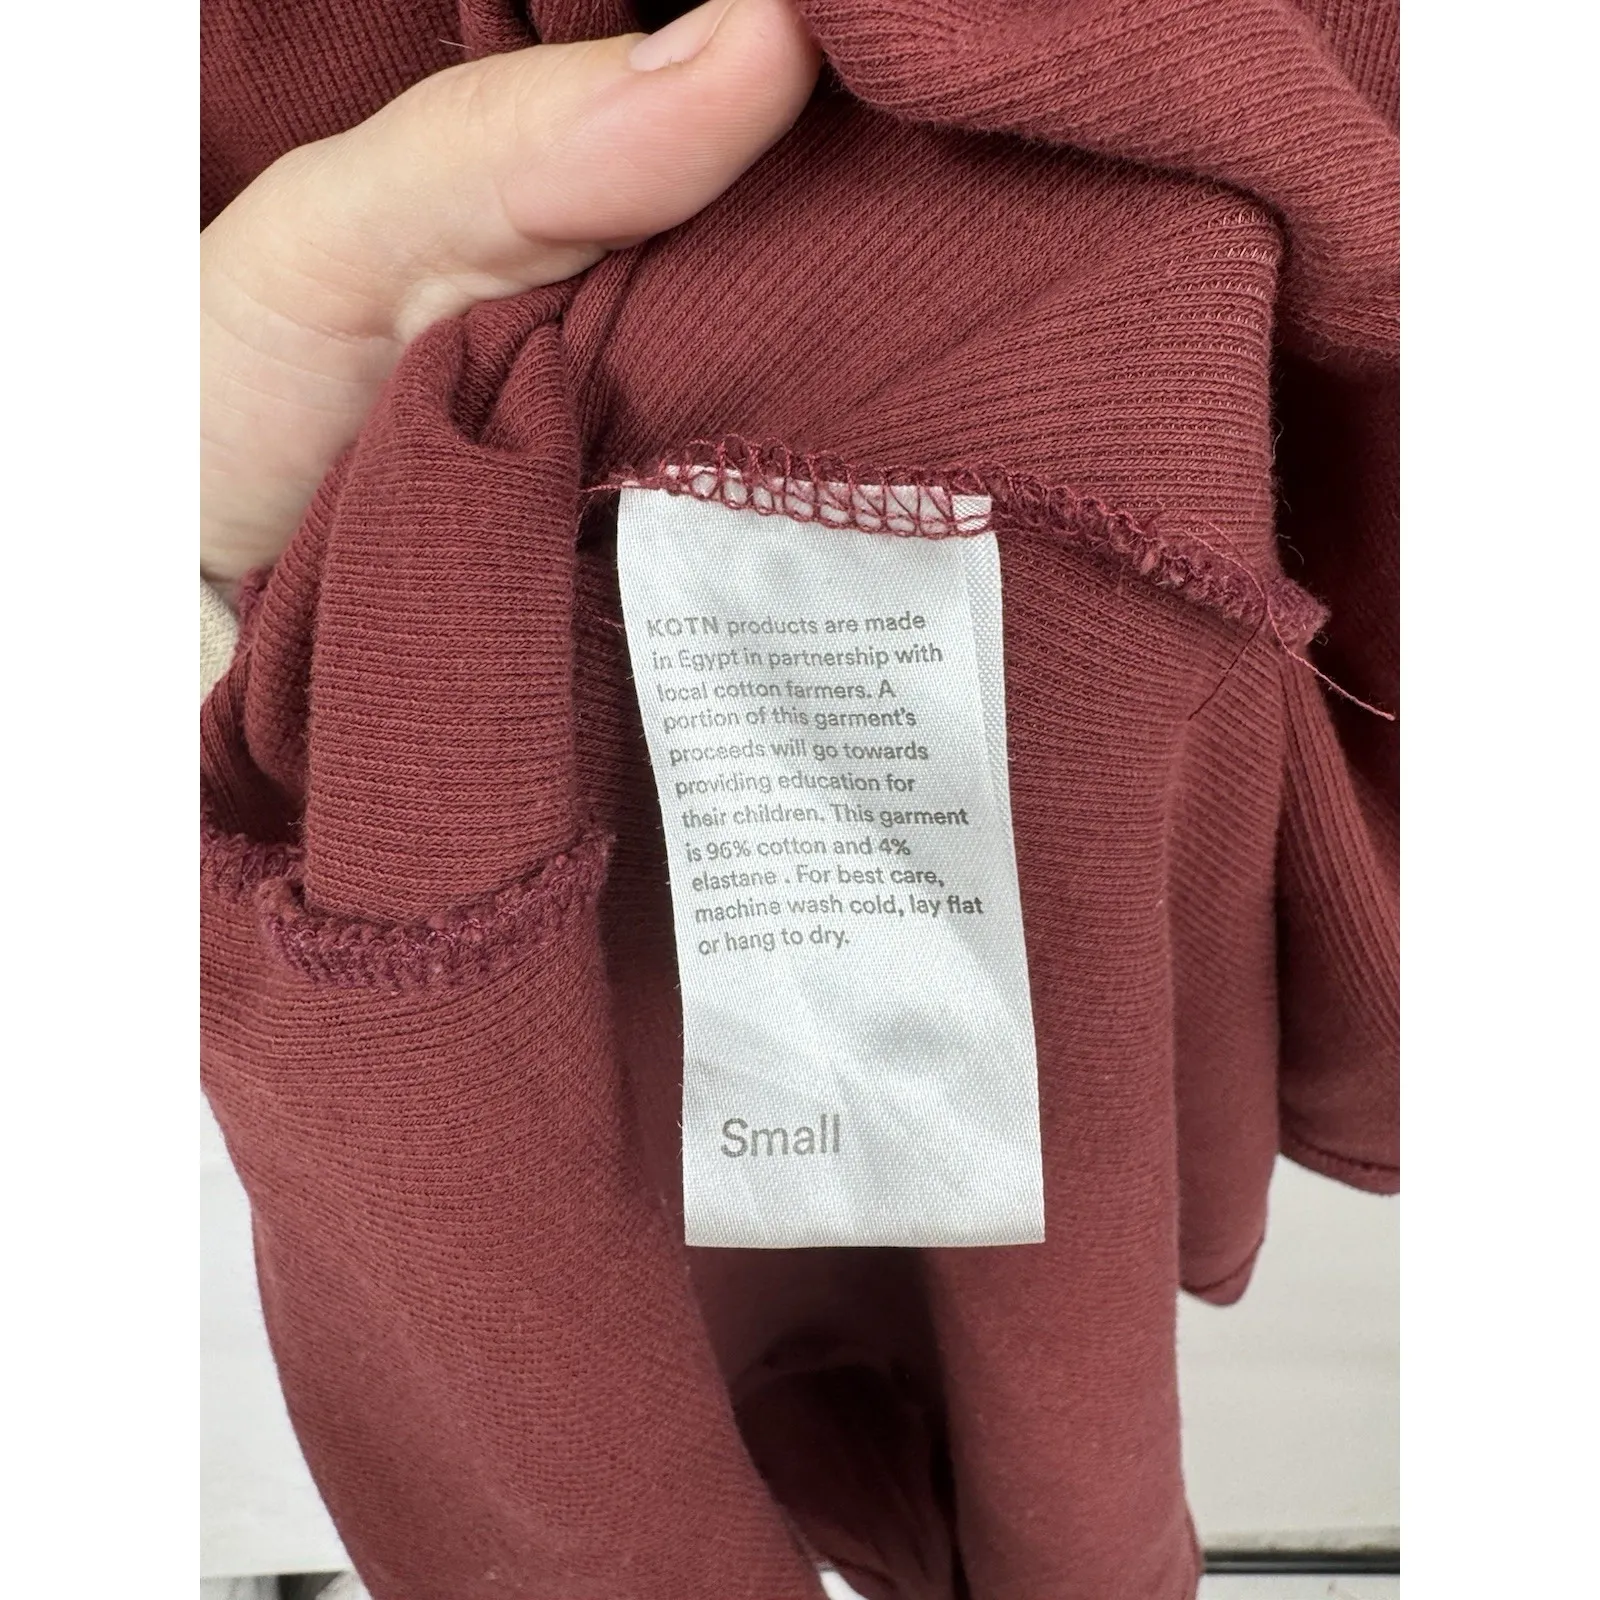 KOTN products are made
in Egypt in partnership with
local cotton farmers. A
portion of this garment's
proceeds will go towards
providing education for
their children. This garment
is 96% cotton and 4%
elastane . For best care,
machine wash cold, lay flat
or hang to dry.
Small